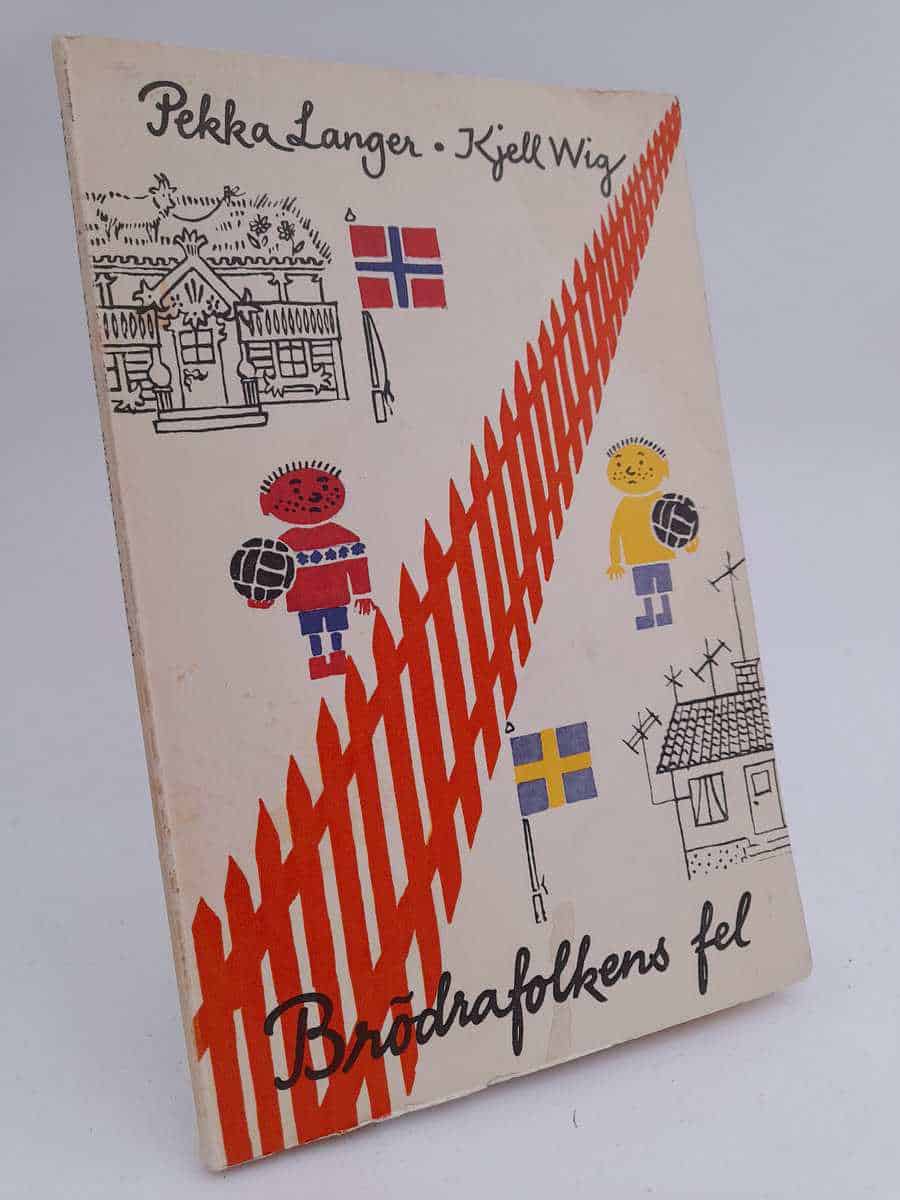 Pekka Langer • Kjell Wig
Brödrafolkens fel